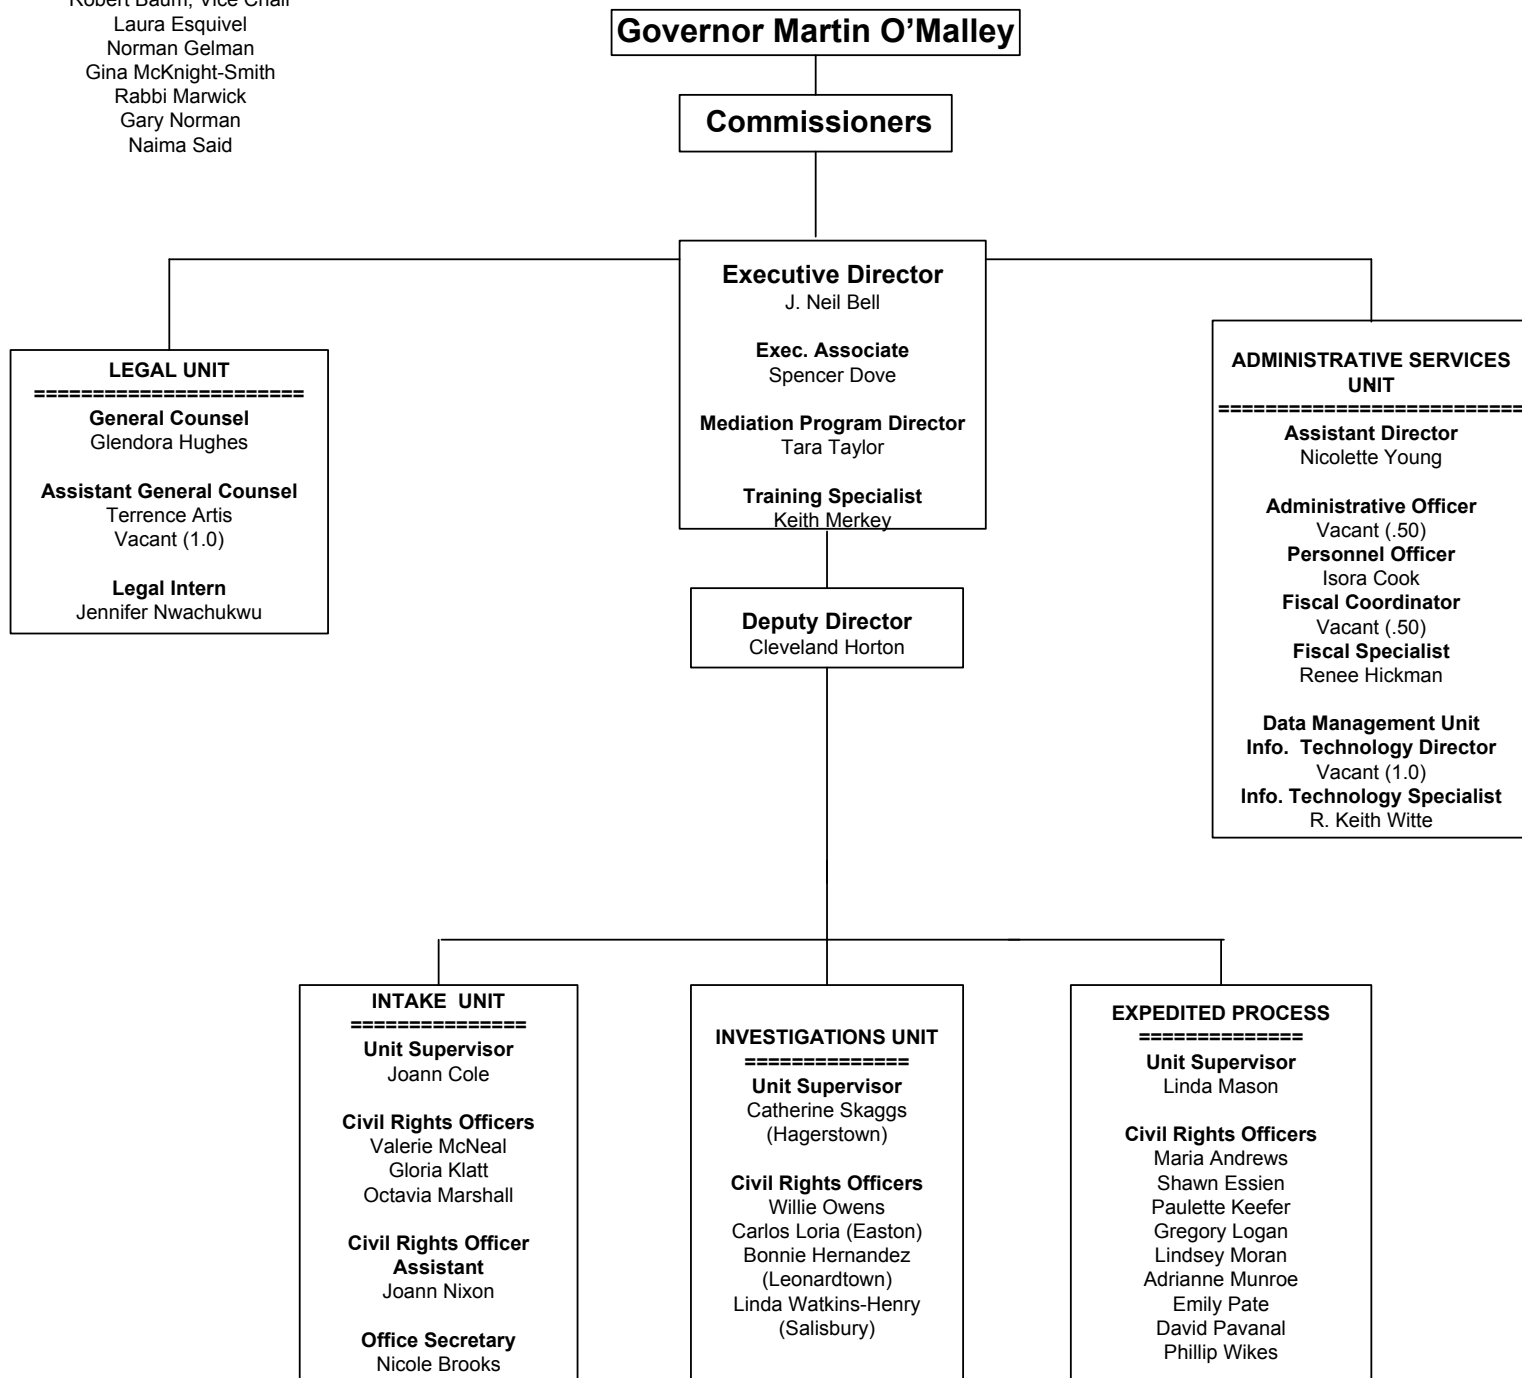 Robert Baum, Vice Chair
Laura Esquivel
Norman Gelman
Gina McKnight-Smith
Rabbi Marwick
Gary Norman
Naima Said
Governor Martin O’Malley
Commissioners
Executive Director
J. Neil Bell
Exec. Associate
Spencer Dove
Mediation Program Director
Tara Taylor
Training Specialist
Keith Merkey
LEGAL UNIT
=======================
General Counsel
Glendora Hughes
Assistant General Counsel
Terrence Artis
Vacant (1.0)
Legal Intern
Jennifer Nwachukwu
ADMINISTRATIVE SERVICES
UNIT
==========================
Assistant Director
Nicolette Young
Administrative Officer
Vacant (.50)
Personnel Officer
Isora Cook
Fiscal Coordinator
Vacant (.50)
Fiscal Specialist
Renee Hickman
Data Management Unit
Info. Technology Director
Vacant (1.0)
Info. Technology Specialist
R. Keith Witte
Deputy Director
Cleveland Horton
INTAKE UNIT
===============
Unit Supervisor
Joann Cole
Civil Rights Officers
Valerie McNeal
Gloria Klatt
Octavia Marshall
Civil Rights Officer
Assistant
Joann Nixon
Office Secretary
Nicole Brooks
INVESTIGATIONS UNIT
==============
Unit Supervisor
Catherine Skaggs
(Hagerstown)
Civil Rights Officers
Willie Owens
Carlos Loria (Easton)
Bonnie Hernandez
(Leonardtown)
Linda Watkins-Henry
(Salisbury)
EXPEDITED PROCESS
==============
Unit Supervisor
Linda Mason
Civil Rights Officers
Maria Andrews
Shawn Essien
Paulette Keefer
Gregory Logan
Lindsey Moran
Adrianne Munroe
Emily Pate
David Pavanal
Phillip Wikes